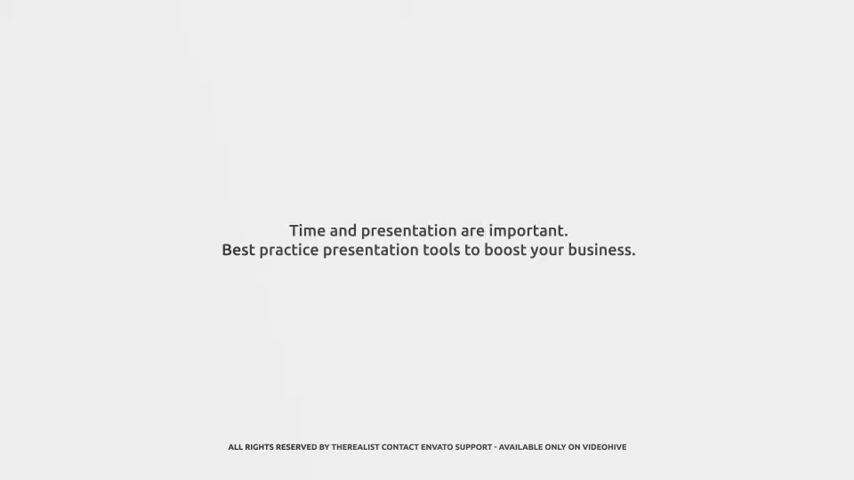 Time and presentation are important.
Best practice presentation tools to boost your business.
ALL RIGHTS RESERVED BY THEREALIST CONTACT ENVATO SUPPORT - AVAILABLE ONLY ON VIDEOHIVE